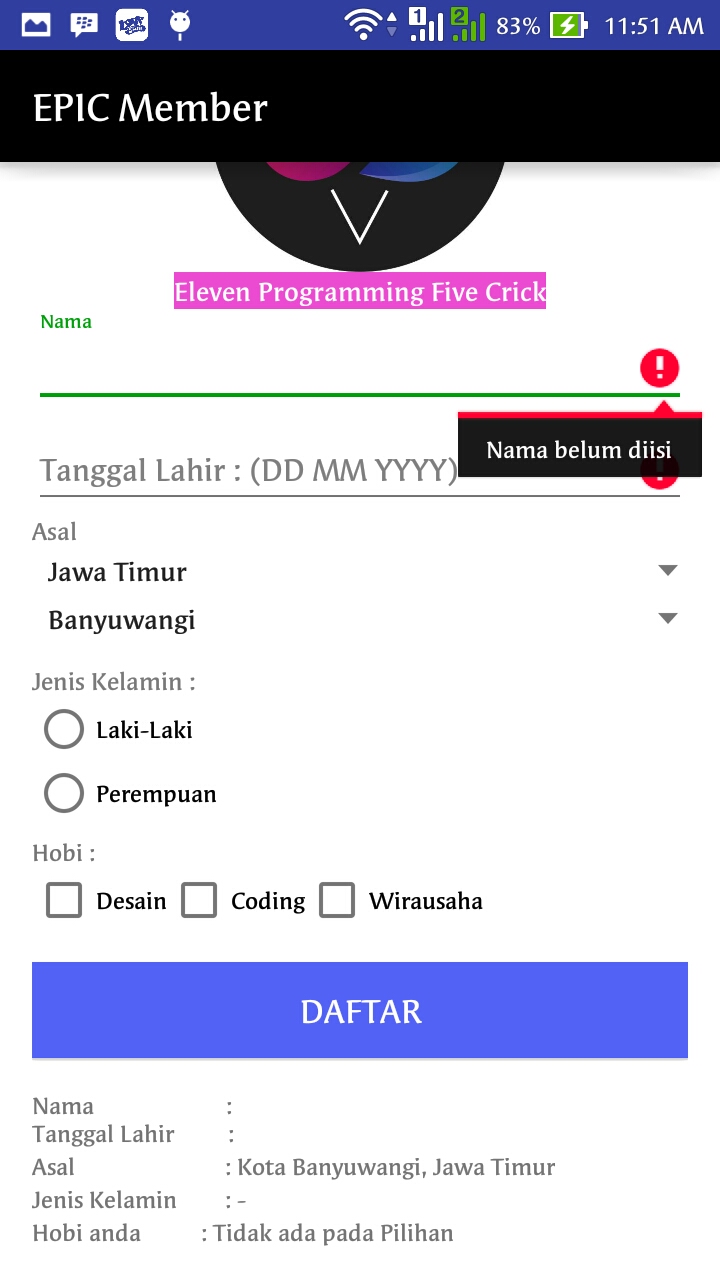 1 2 83% 11:51 AM
EPIC Member
Eleven Programming Five Crick
Nama
!
Nama belum diisi
Tanggal Lahir : (DD MM YYYY)
Asal
Jawa Timur
Banyuwangi
Jenis Kelamin :
Laki-Laki
Perempuan
Hobi :
Desain Coding Wirausaha
DAFTAR
Nama :
Tanggal Lahir :
Asal : Kota Banyuwangi, Jawa Timur
Jenis Kelamin : -
Hobi anda : Tidak ada pada Pilihan